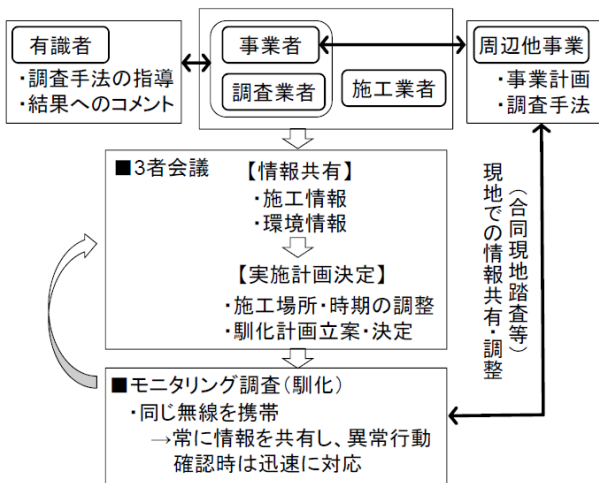 有識者
・調査手法の指導
・結果へのコメント
事業者
調査業者
施工業者
周辺他事業
・事業計画
・調査手法
■3者会議
【情報共有】
・施工情報
・環境情報
【実施計画決定】
・施工場所・時期の調整
・馴化計画立案・決定
(合同現地踏査等)
現地での情報共有・調整
■モニタリング調査(馴化)
・同じ無線を携帯
→常に情報を共有し、異常行動
確認時は迅速に対応